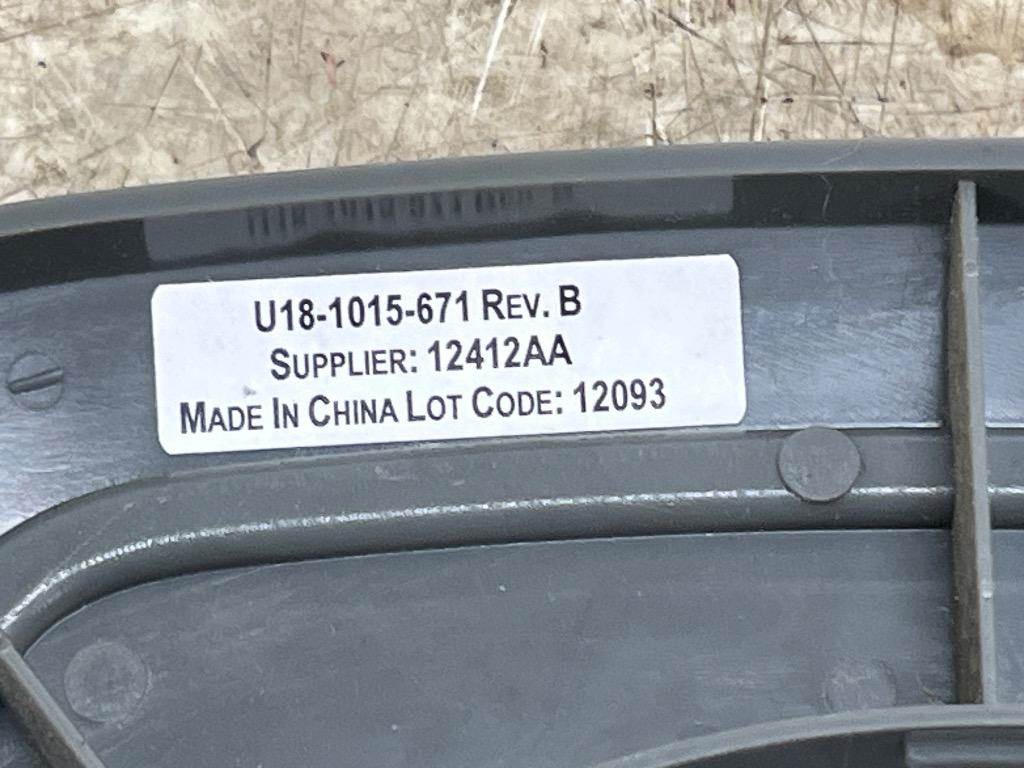 U18-1015-671 REV. B
SUPPLIER: 12412AA
MADE IN CHINA LOT CODE: 12093